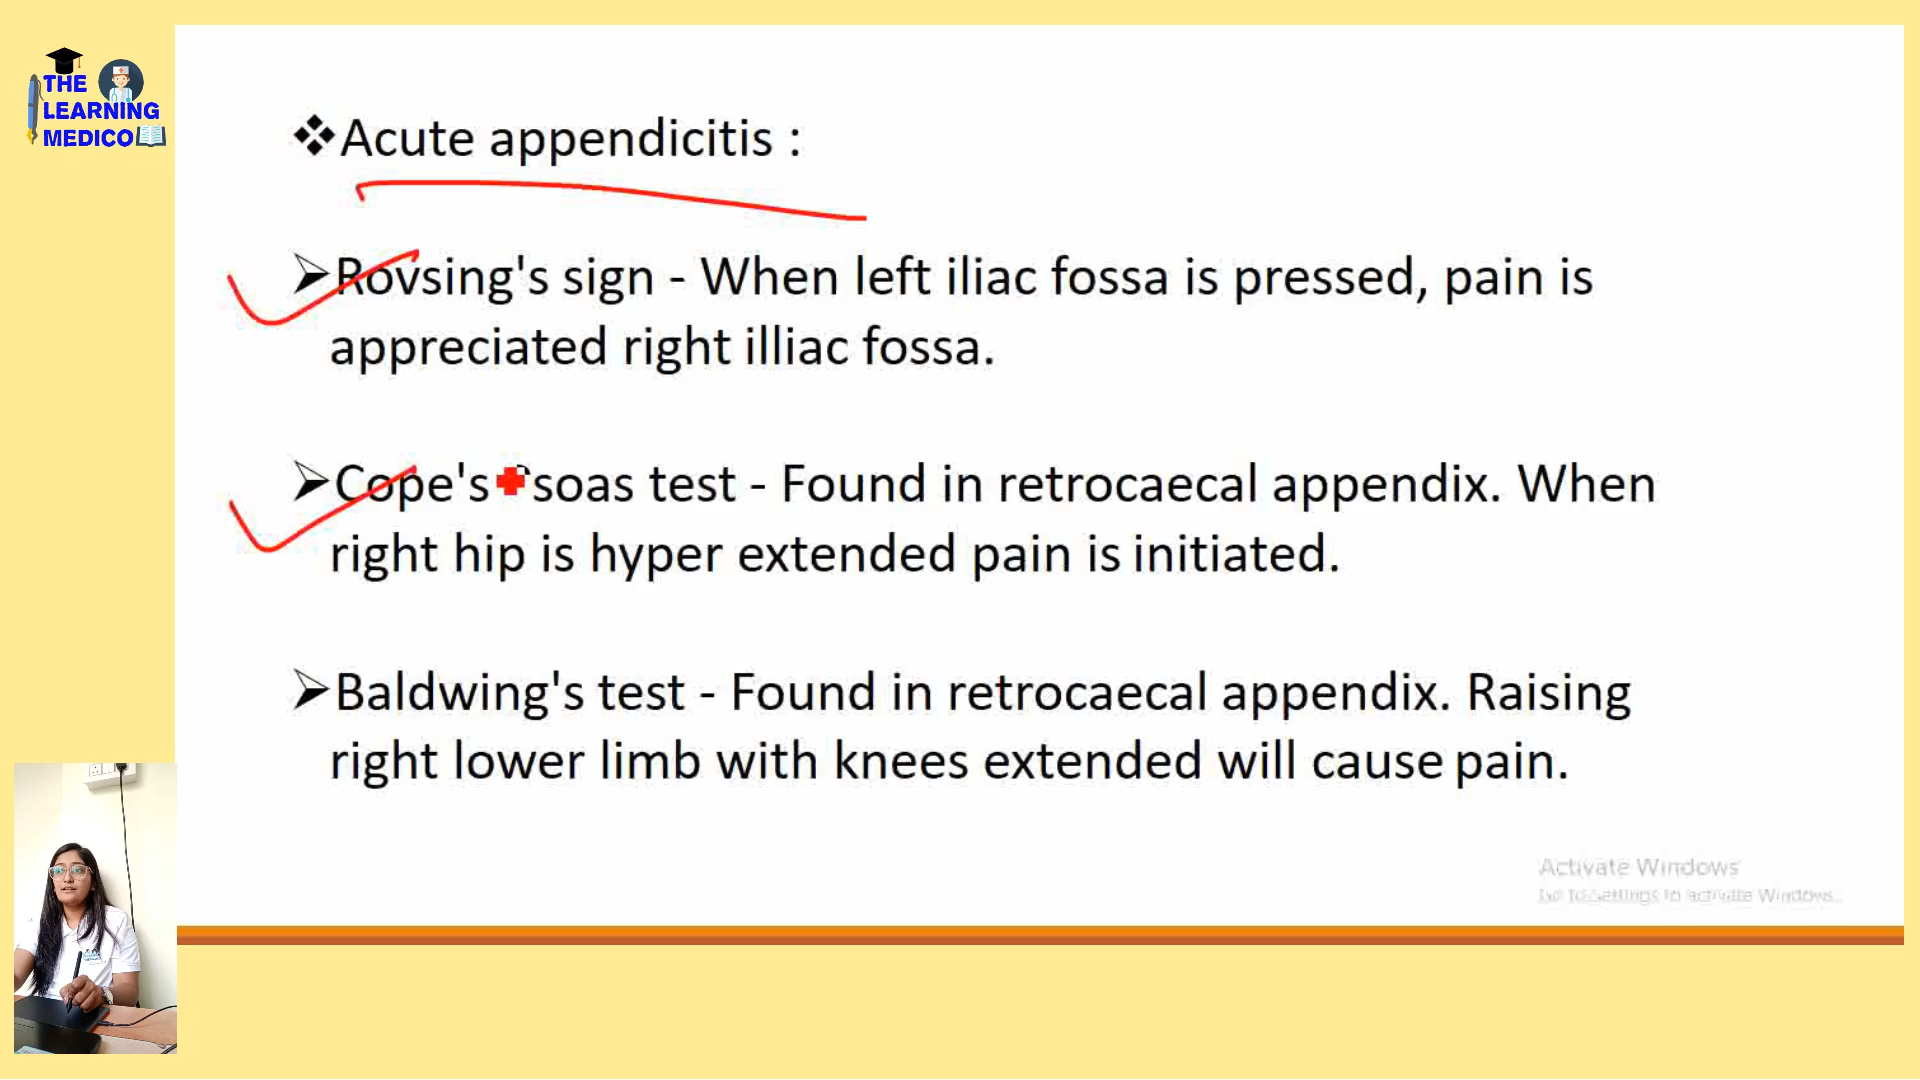 THE
LEARNING
MEDICO
Acute appendicitis :
Rovsing's sign - When left iliac fossa is pressed, pain is
appreciated right illiac fossa.
Cope's Psoas test - Found in retrocaecal appendix. When
right hip is hyper extended pain is initiated.
Baldwing's test - Found in retrocaecal appendix. Raising
right lower limb with knees extended will cause pain.
Activate Windows
Go to Settings to activate Windows.